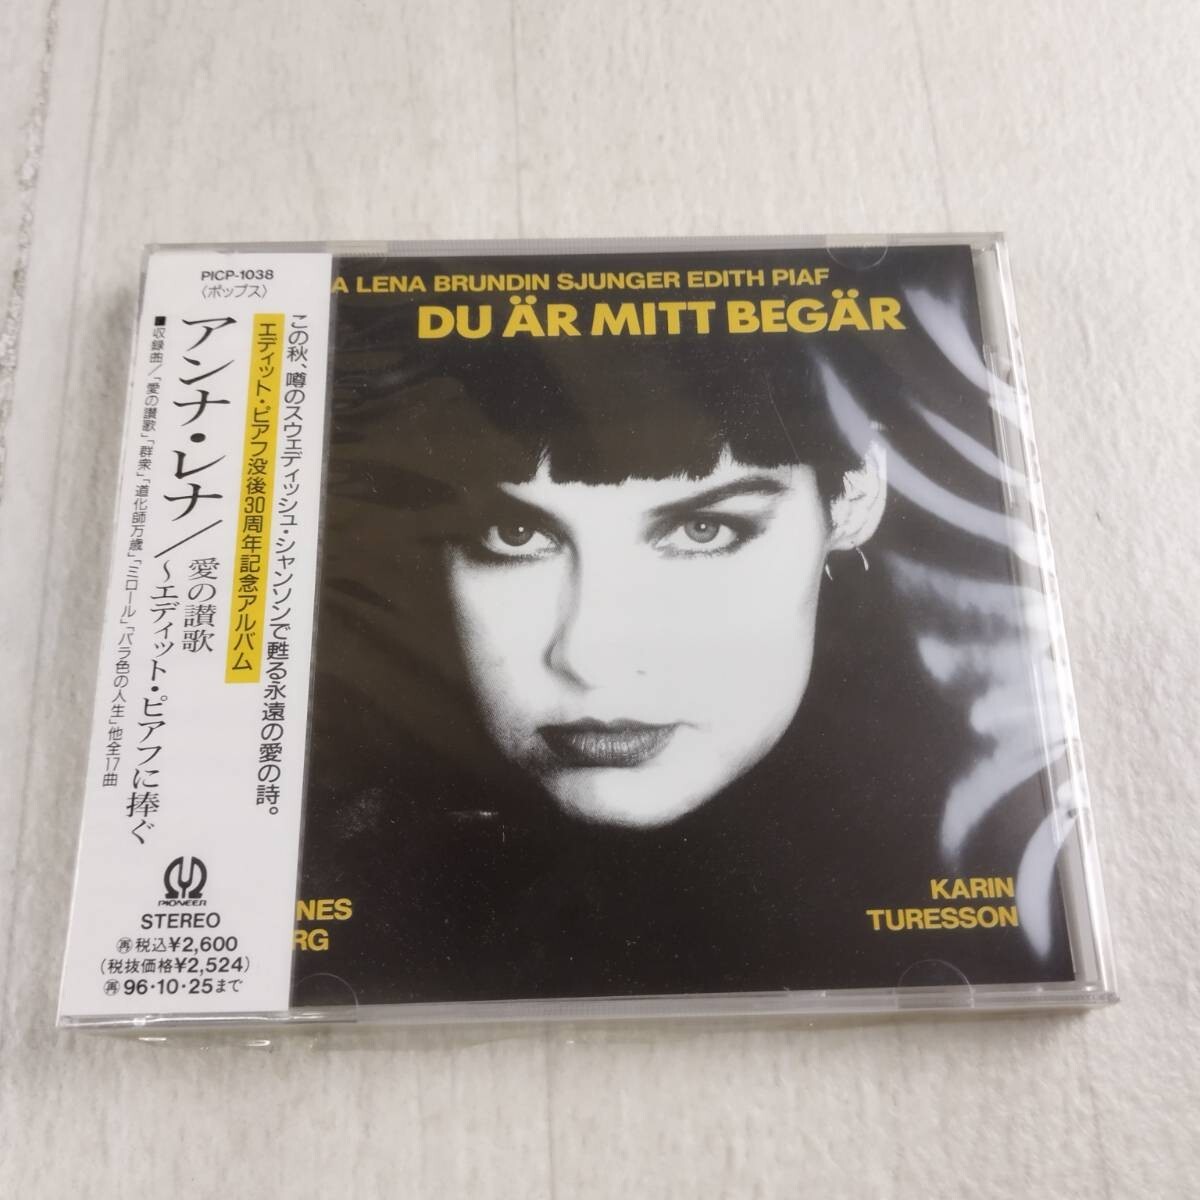 PICP-1038
〈ポップス〉
この秋、噂のスウェディッシュ・シャンソンで甦る永遠の愛の詩。
エディット・ピアフ没後30周年記念アルバム
アンナ・レナ/愛の讃歌
〜エディット・ピアフに捧ぐ
■収録曲/「愛の讃歌」「群衆」「道化師万歳」「ミロール」「バラ色の人生」他全17曲
PIONEER
STEREO
再税込¥2,600
(税抜価格¥2,524)
再96・10・25まで
A LENA BRUNDIN SJUNGER EDITH PIAF
DU ÄR MITT BEGÄR
NES
RG
KARIN
TURESSON